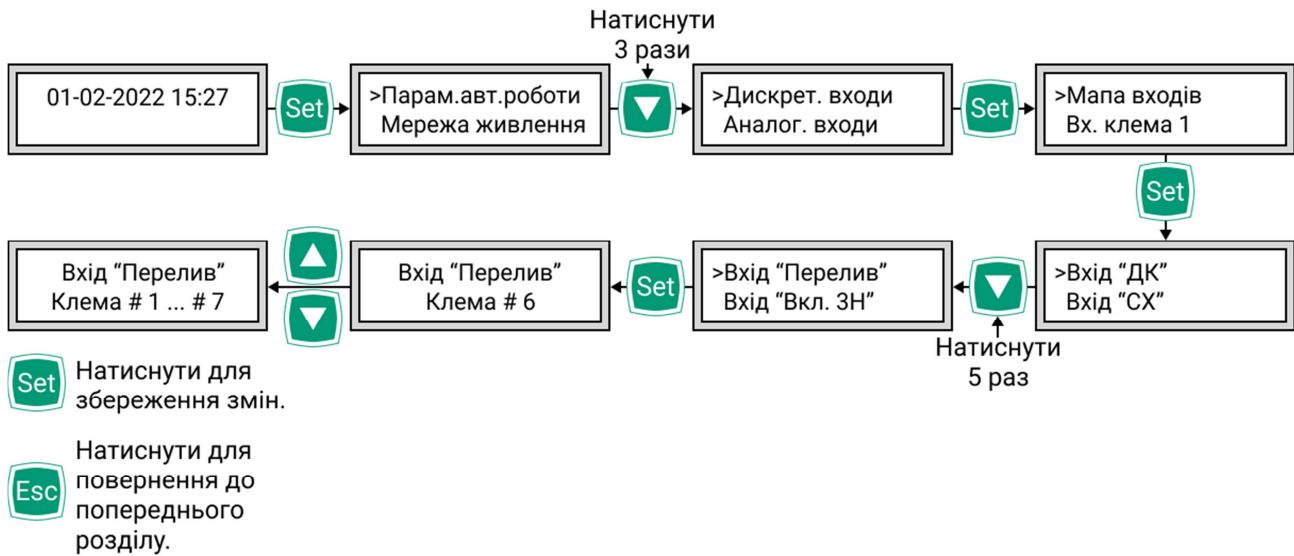 Натиснути
3 рази
01-02-2022 15:27
Set
>Парам.авт.роботи
Мережа живлення
>Дискрет. входи
Аналог. входи
Set
>Мапа входів
Вх. клема 1
Set
Вхід “Перелив”
Клема # 1 ... # 7
Вхід “Перелив”
Клема # 6
Set
>Вхід “Перелив”
Вхід “Вкл. ЗН”
>Вхід “ДК”
Вхід “СХ”
Натиснути
5 раз
Set
Натиснути для
збереження змін.
Esc
Натиснути для
повернення до
попереднього
розділу.